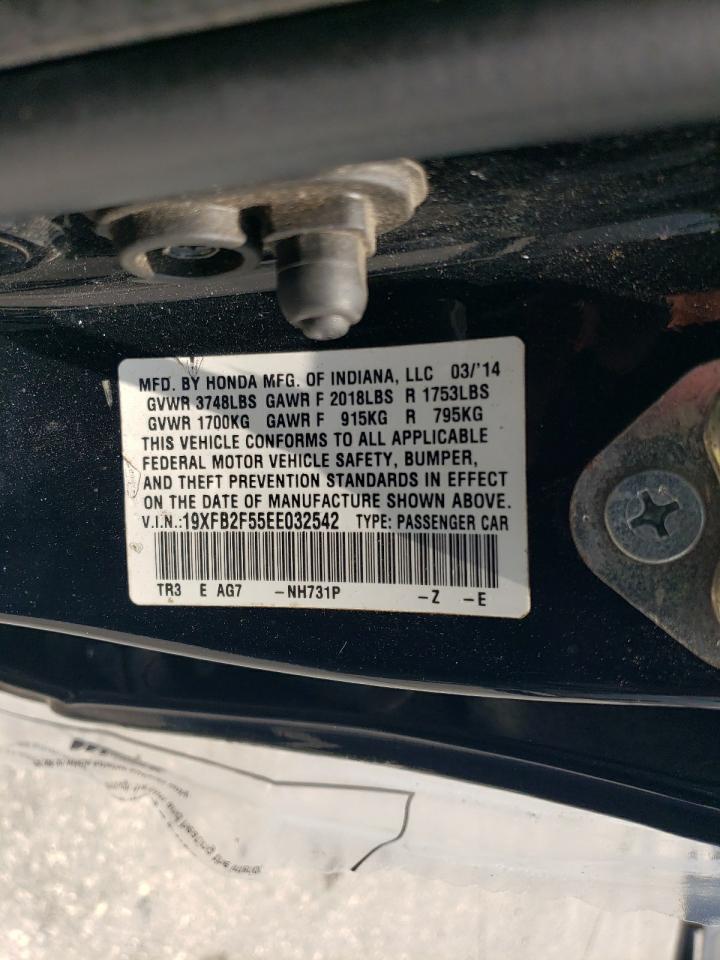 MFD. BY HONDA MFG. OF INDIANA, LLC 03/'14
GVWR 3748LBS GAWR F 2018LBS R 1753LBS
GVWR 1700KG GAWR F 915KG R 795KG
THIS VEHICLE CONFORMS TO ALL APPLICABLE
FEDERAL MOTOR VEHICLE SAFETY, BUMPER,
AND THEFT PREVENTION STANDARDS IN EFFECT
ON THE DATE OF MANUFACTURE SHOWN ABOVE.
V.I.N.:19XFB2F55EE032542 TYPE: PASSENGER CAR
TR3 E AG7 -NH731P -Z -E